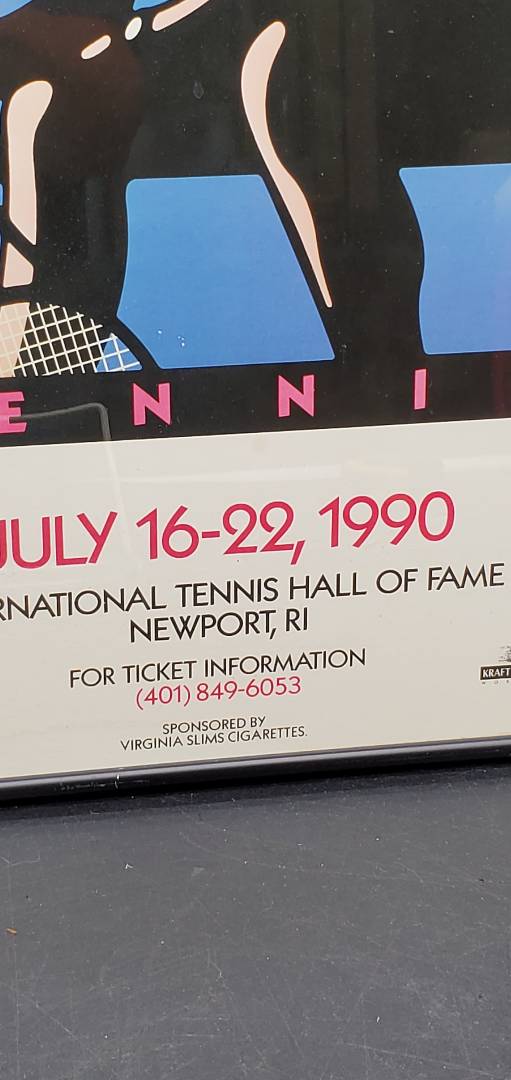 E N N I
JULY 16-22, 1990
RNATIONAL TENNIS HALL OF FAME
NEWPORT, RI
FOR TICKET INFORMATION
(401) 849-6053
KRAFT
SPONSORED BY
VIRGINIA SLIMS CIGARETTES.